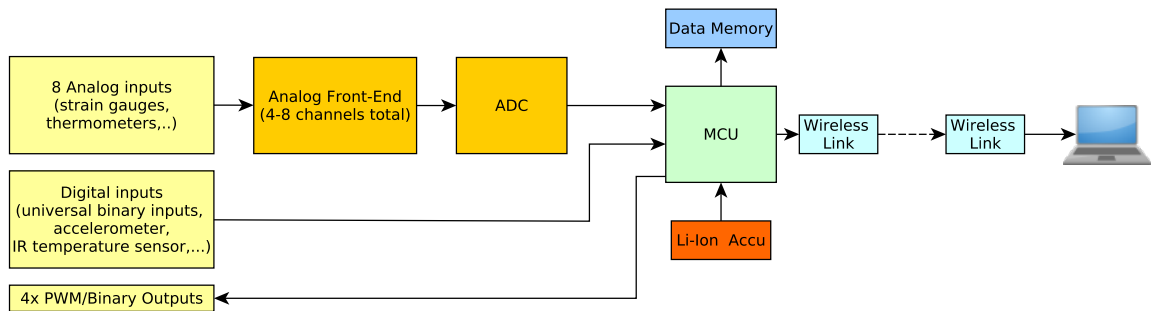 Data Memory
8 Analog inputs
(strain gauges,
thermometers,..)
Analog Front-End
(4-8 channels total)
ADC
MCU
Wireless
Link
Wireless
Link
Digital inputs
(universal binary inputs,
accelerometer,
IR temperature sensor,...)
Li-Ion Accu
4x PWM/Binary Outputs